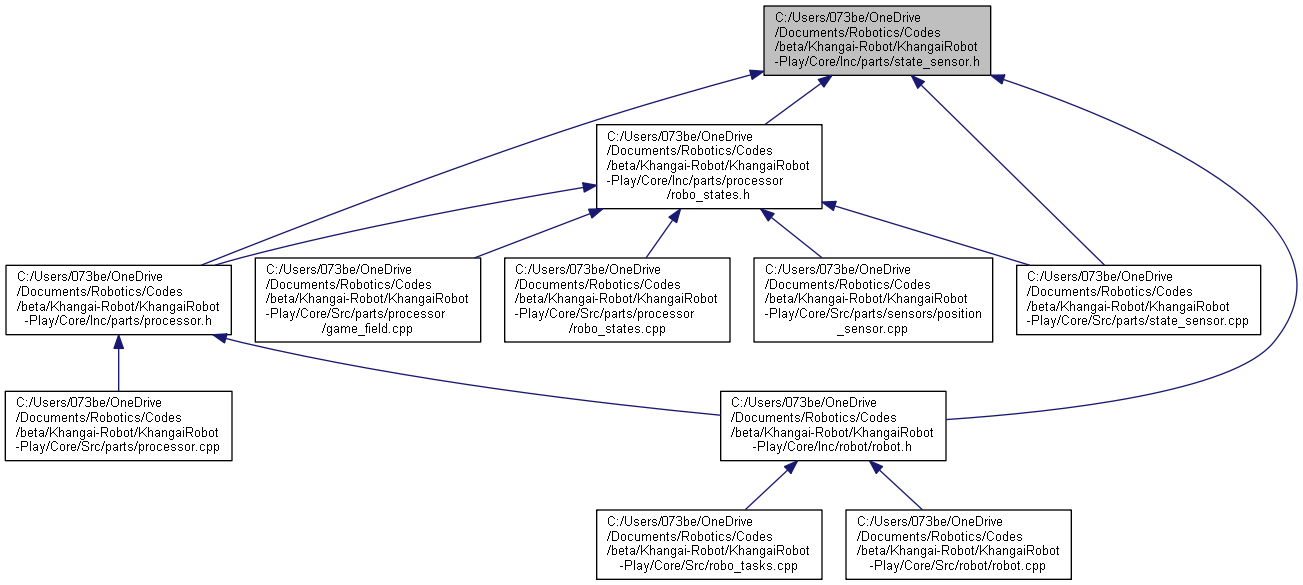 C:/Users/073be/OneDrive
/Documents/Robotics/Codes
/beta/Khangai-Robot/KhangaiRobot
-Play/Core/Inc/parts/state_sensor.h
C:/Users/073be/OneDrive
/Documents/Robotics/Codes
/beta/Khangai-Robot/KhangaiRobot
-Play/Core/Inc/parts/processor
/robo_states.h
C:/Users/073be/OneDrive
/Documents/Robotics/Codes
/beta/Khangai-Robot/KhangaiRobot
-Play/Core/Inc/parts/processor.h
C:/Users/073be/OneDrive
/Documents/Robotics/Codes
/beta/Khangai-Robot/KhangaiRobot
-Play/Core/Src/parts/processor
/game_field.cpp
C:/Users/073be/OneDrive
/Documents/Robotics/Codes
/beta/Khangai-Robot/KhangaiRobot
-Play/Core/Src/parts/processor
/robo_states.cpp
C:/Users/073be/OneDrive
/Documents/Robotics/Codes
/beta/Khangai-Robot/KhangaiRobot
-Play/Core/Src/parts/sensors/position
_sensor.cpp
C:/Users/073be/OneDrive
/Documents/Robotics/Codes
/beta/Khangai-Robot/KhangaiRobot
-Play/Core/Src/parts/state_sensor.cpp
C:/Users/073be/OneDrive
/Documents/Robotics/Codes
/beta/Khangai-Robot/KhangaiRobot
-Play/Core/Src/parts/processor.cpp
C:/Users/073be/OneDrive
/Documents/Robotics/Codes
/beta/Khangai-Robot/KhangaiRobot
-Play/Core/Inc/robot/robot.h
C:/Users/073be/OneDrive
/Documents/Robotics/Codes
/beta/Khangai-Robot/KhangaiRobot
-Play/Core/Src/robo_tasks.cpp
C:/Users/073be/OneDrive
/Documents/Robotics/Codes
/beta/Khangai-Robot/KhangaiRobot
-Play/Core/Src/robot/robot.cpp